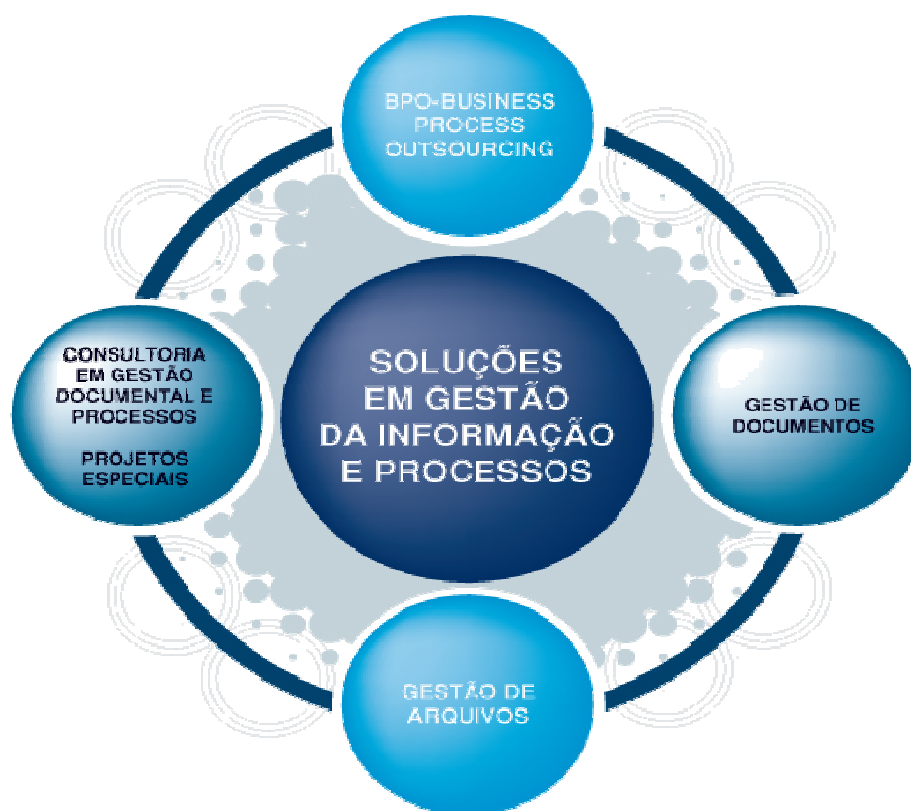 BPO-BUSINESS
PROCESS
OUTSOURCING
CONSULTORIA
EM GESTÃO
DOCUMENTAL E
PROCESSOS
PROJETOS
ESPECIAIS
SOLUÇÕES
EM GESTÃO
DA INFORMAÇÃO
E PROCESSOS
GESTÃO DE
DOCUMENTOS
GESTÃO DE
ARQUIVOS